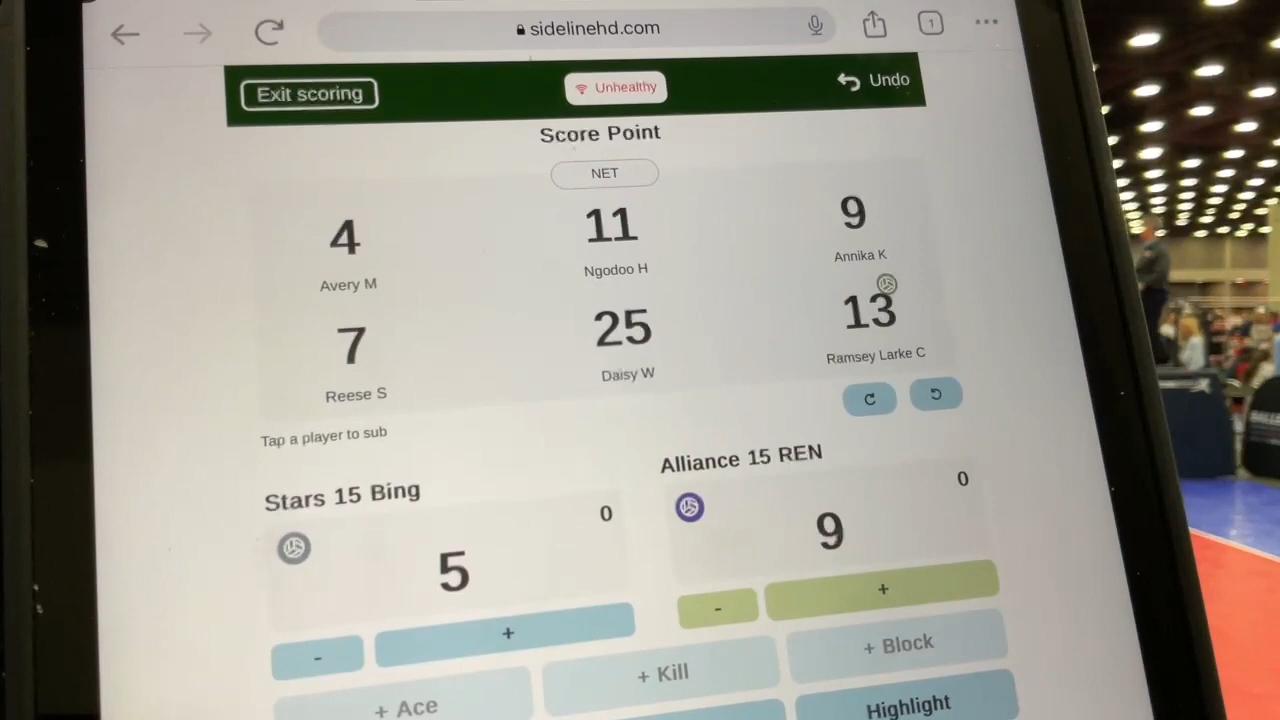 sidelinehd.com
1
Exit scoring
Unhealthy
Undo
Score Point
NET
4
11
9
Avery M
Ngodoo H
Annika K
7
25
13
Reese S
Daisy W
Ramsey Larke C
Tap a player to sub
Stars 15 Bing
Alliance 15 REN
0
0
5
9
- +
- +
+ Ace
+ Kill
+ Block
Highlight